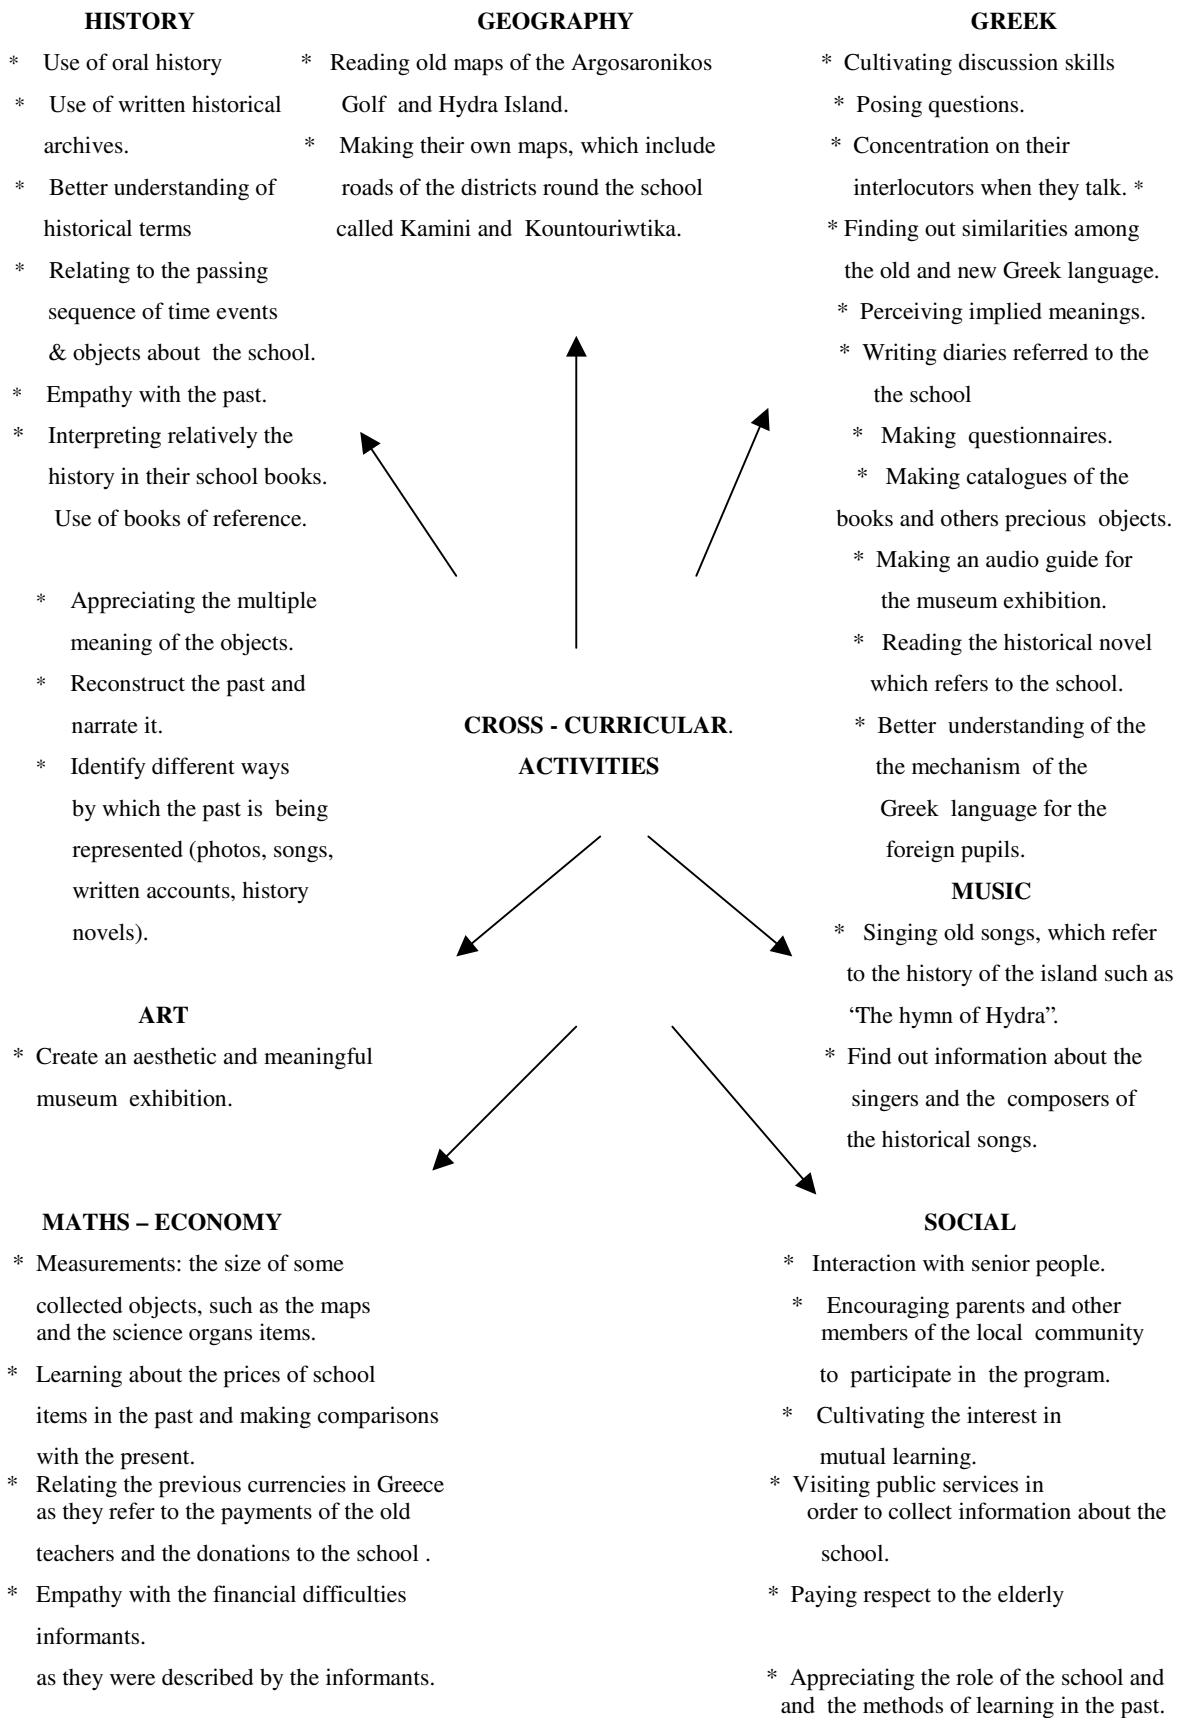 HISTORY
* Use of oral history
* Use of written historical
archives.
* Better understanding of
historical terms
* Relating to the passing
sequence of time events
& objects about the school.
* Empathy with the past.
* Interpreting relatively the
history in their school books.
Use of books of reference.
* Appreciating the multiple
meaning of the objects.
* Reconstruct the past and
narrate it.
* Identify different ways
by which the past is being
represented (photos, songs,
written accounts, history
novels).
GEOGRAPHY
* Reading old maps of the Argosaronikos
Golf and Hydra Island.
* Making their own maps, which include
roads of the districts round the school
called Kamini and Kountouriwtika.
GREEK
* Cultivating discussion skills
* Posing questions.
* Concentration on their
interlocutors when they talk. *
* Finding out similarities among
the old and new Greek language.
* Perceiving implied meanings.
* Writing diaries referred to the
the school
* Making questionnaires.
* Making catalogues of the
books and others precious objects.
* Making an audio guide for
the museum exhibition.
* Reading the historical novel
which refers to the school.
* Better understanding of the
the mechanism of the
Greek language for the
foreign pupils.
CROSS - CURRICULAR.
ACTIVITIES
MUSIC
* Singing old songs, which refer
to the history of the island such as
“The hymn of Hydra”.
* Find out information about the
singers and the composers of
the historical songs.
ART
* Create an aesthetic and meaningful
museum exhibition.
MATHS – ECONOMY
* Measurements: the size of some
collected objects, such as the maps
and the science organs items.
* Learning about the prices of school
items in the past and making comparisons
with the present.
* Relating the previous currencies in Greece
as they refer to the payments of the old
teachers and the donations to the school .
* Empathy with the financial difficulties
informants.
as they were described by the informants.
SOCIAL
* Interaction with senior people.
* Encouraging parents and other
members of the local community
to participate in the program.
* Cultivating the interest in
mutual learning.
* Visiting public services in
order to collect information about the
school.
* Paying respect to the elderly
* Appreciating the role of the school and
and the methods of learning in the past.